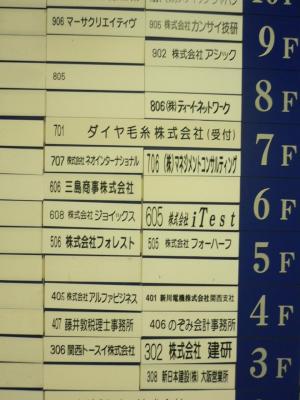 906 マーサクリエイティヴ
905 株式会社カンサイ技研
9F
902 株式会社 アシック
805
8F
806 (株)ティーイ・ネットワーク
701 ダイヤ毛糸株式会社(受付)
7F
707 株式会社 ネオインターナショナル
706 (株)マネジメントコンサルティング
606 三島商事株式会社
6F
608 株式会社 ジョイックス
605 株式会社 iTest
506 株式会社フォレスト
505 株式会社 フォーハーフ
5F
405 株式会社アルファビジネス
401 新川電機株式会社関西支社
4F
407 藤井敦税理士事務所
406 のぞみ会計事務所
306 関西トースイ株式会社
302 株式会社 建研
3F
308 新日本建設(株)大阪営業所